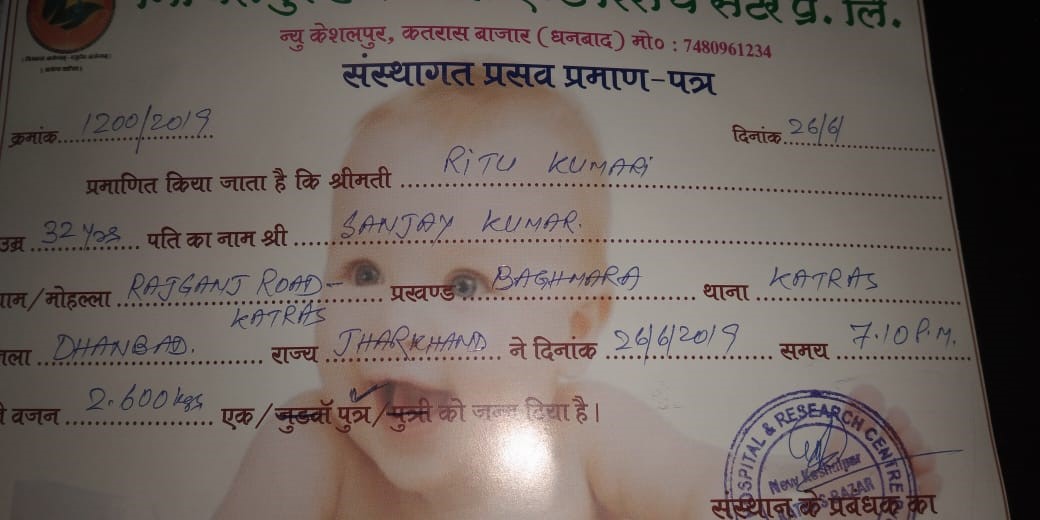 सेंटर प्रा. लि.
न्यु केशलपुर, कतरास बाजार (धनबाद) मो० : 7480961234
संस्थागत प्रसव प्रमाण-पत्र
क्रमांक 1200/2019 दिनांक 26/6/
प्रमाणित किया जाता है कि श्रीमती RITU KUMARI
उम्र 32 yrs पति का नाम श्री SANJAY KUMAR.
ग्राम/मोहल्ला RAJGANJ ROAD- प्रखण्ड BAGHMARA थाना KATRAS
KATRAS
जिला DHANBAD. राज्य JHARKHAND ने दिनांक 26/6/2019 समय 7.10 P.M.
वजन 2.600 kgs एक/जुडवाँ पुत्र/पुत्री को जन्म दिया है।
HOSPITAL & RESEARCH CENTRE
New Keshalpur
KATRAS BAZAR
संस्थान के प्रबंधक का